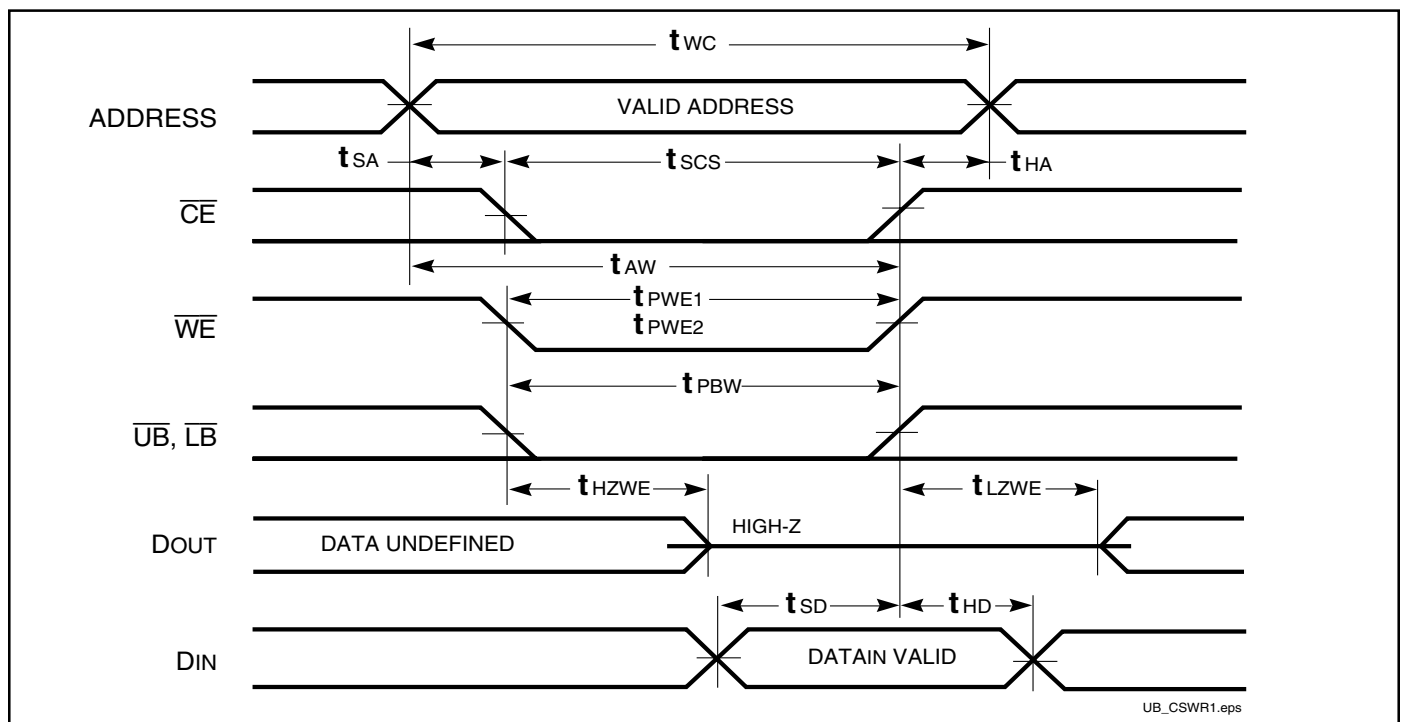 tWC
ADDRESS
VALID ADDRESS
tSA
tSCS
tHA
CE
tAW
tPWE1
WE
tPWE2
tPBW
UB, LB
tHZWE
tLZWE
DOUT
DATA UNDEFINED
HIGH-Z
tSD
tHD
DIN
DATAIN VALID
UB_CSWR1.eps